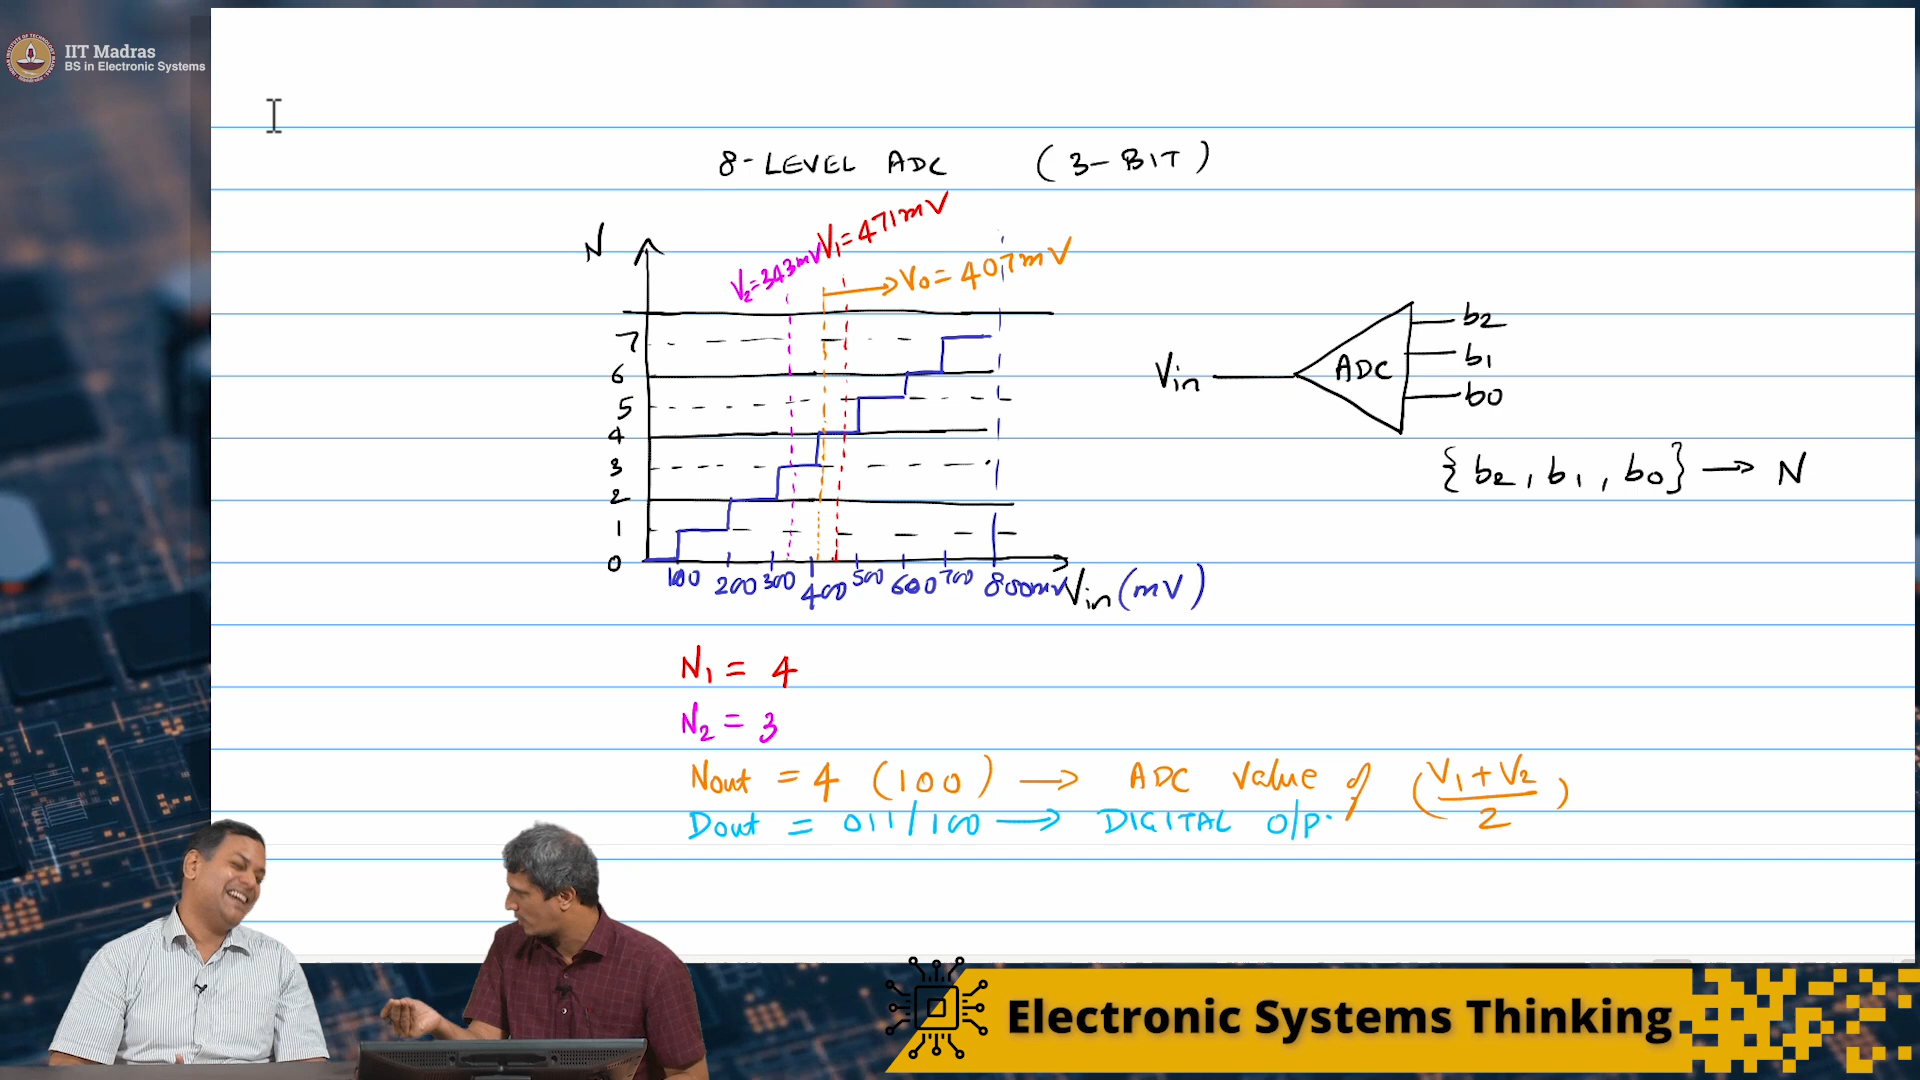 IIT Madras
BS in Electronic Systems
8-LEVEL ADC (3-BIT)
N
V2=343mV V1=471mV
V0=407mV
7
6
5
4
3
2
1
0
100 200 300 400 500 600 700 800mV Vin (mV)
Vin ADC b2
b1
b0
{b2, b1, b0} → N
N1 = 4
N2 = 3
Nout = 4 (100) → ADC Value of (V1+V2/2)
Dout = 011/100 → DIGITAL O/P.
Electronic Systems Thinking